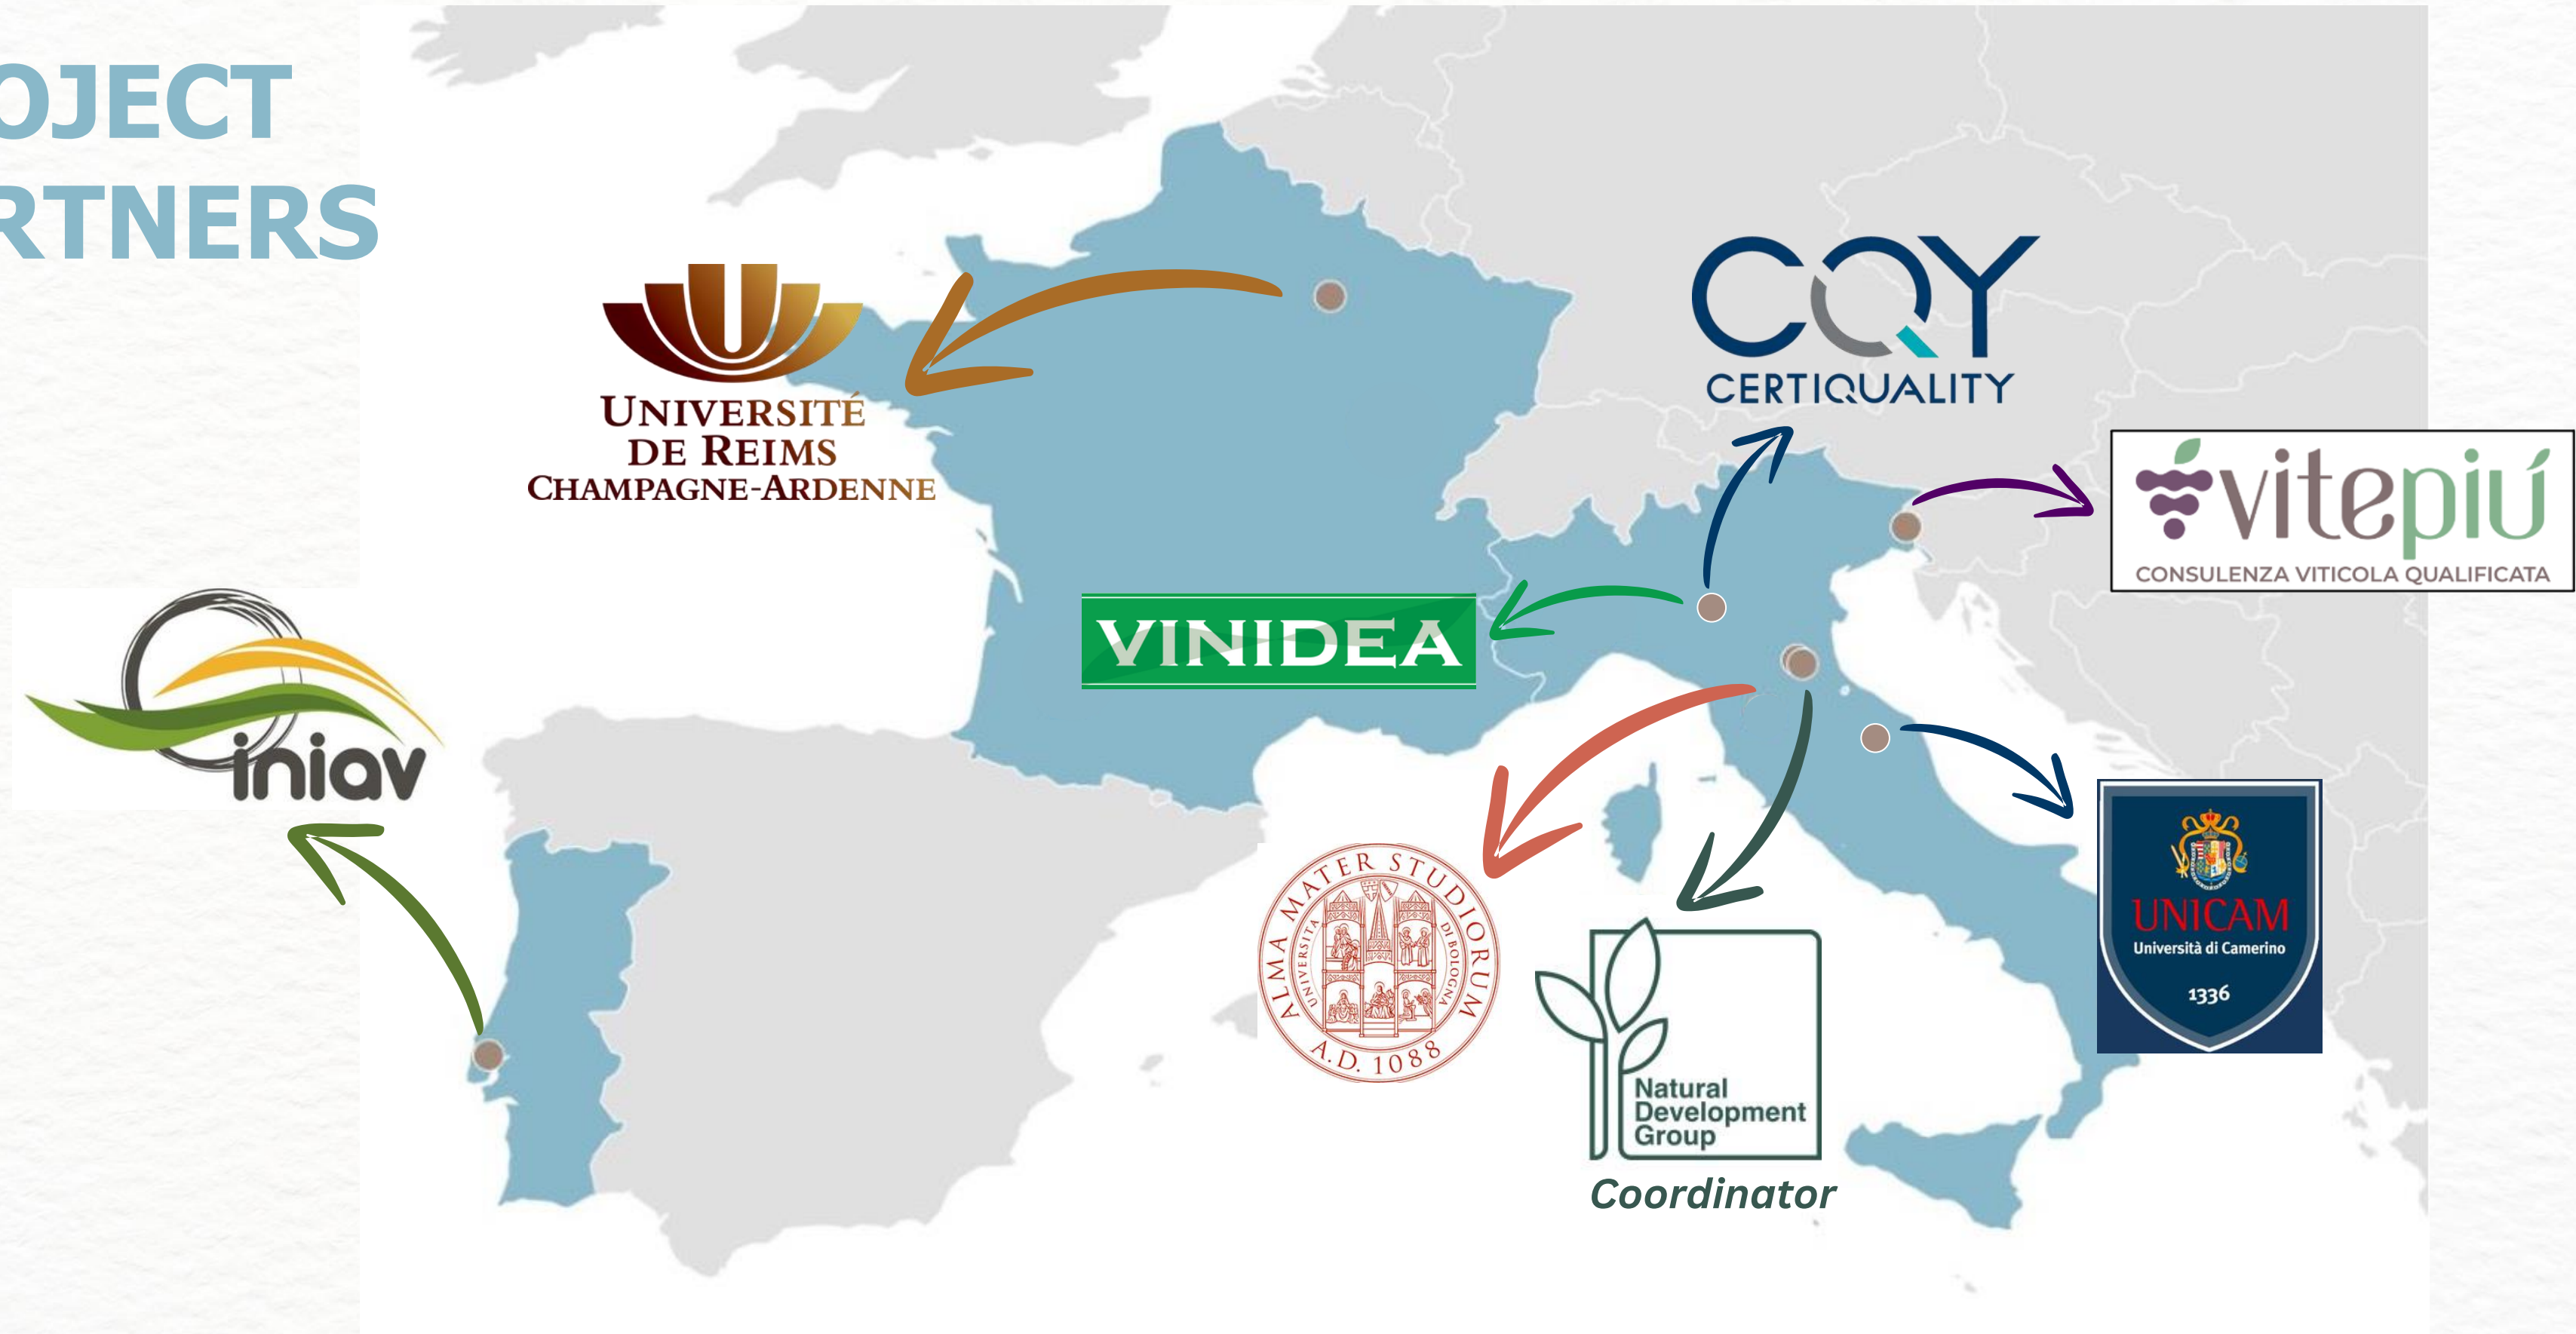 OJECT
RTNERS
UNIVERSITÉ
DE REIMS
CHAMPAGNE-ARDENNE
CQY
CERTIQUALITY
vitepiú
CONSULENZA VITICOLA QUALIFICATA
VINIDEA
iniav
ALMA MATER STUDIORUM
UNIVERSITA DI BOLOGNA
A.D. 1088
Natural
Development
Group
Coordinator
UNICAM
Università di Camerino
1336